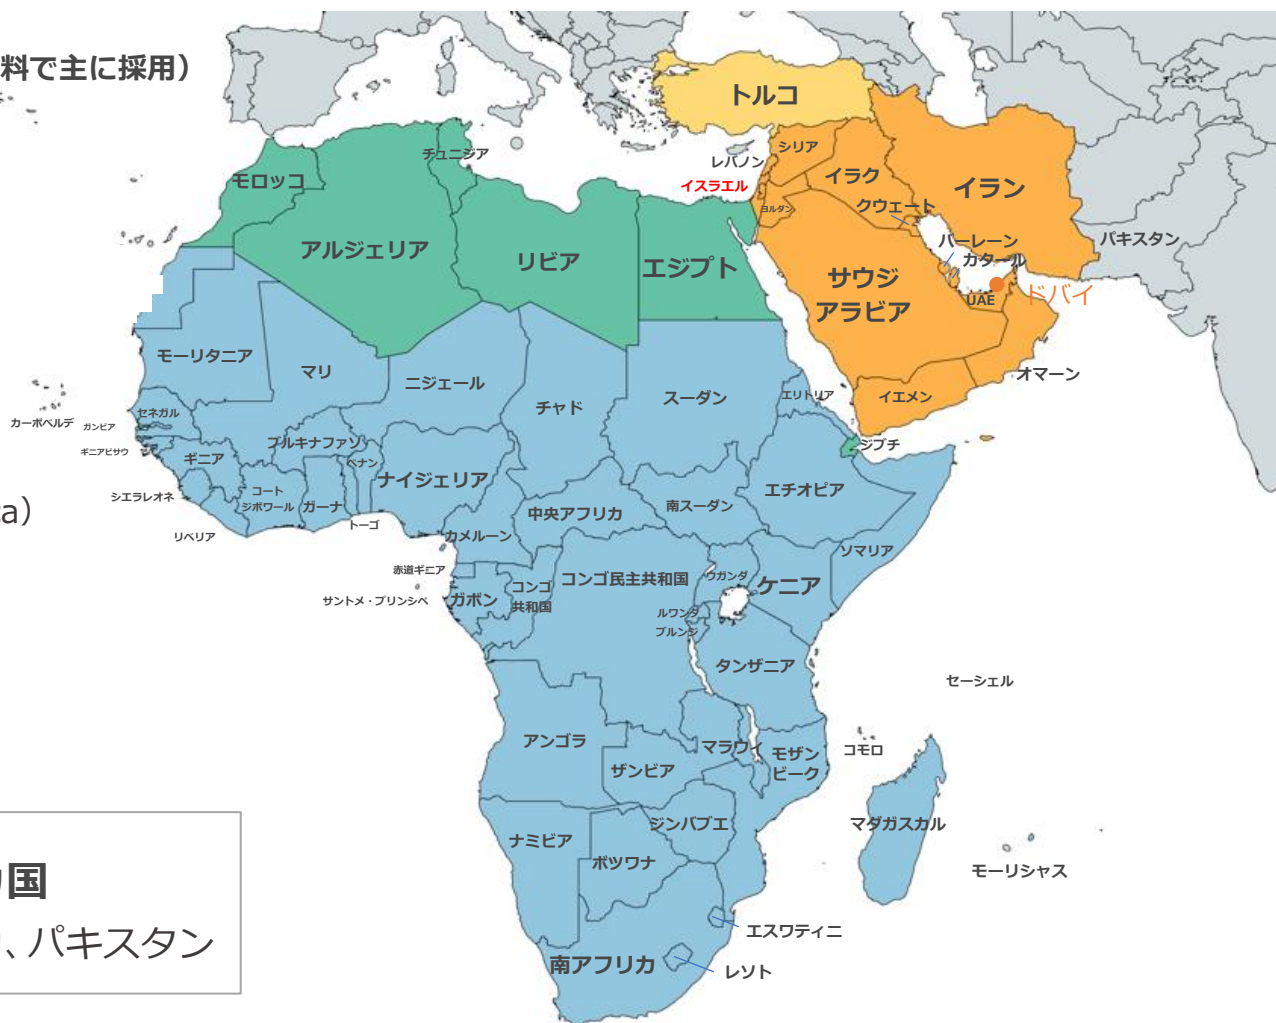 料で主に採用）
トルコ
チュニジア
レバノン
シリア
モロッコ
イスラエル
イラク
イラン
ヨルダン
クウェート
アルジェリア
リビア
エジプト
バーレーン
カタール
パキスタン
サウジ
アラビア
UAE
ドバイ
モーリタニア
マリ
ニジェール
チャド
スーダン
エリトリア
イエメン
オマーン
カーボベルデ
ガンビア
セネガル
ギニアビサウ
ギニア
ブルキナファソ
ベナン
ナイジェリア
ジブチ
シエラレオネ
コート
ジボワール
ガーナ
トーゴ
中央アフリカ
南スーダン
エチオピア
a）
リベリア
カメルーン
ソマリア
赤道ギニア
コンゴ
共和国
コンゴ民主共和国
ウガンダ
ケニア
サントメ・プリンシペ
ガボン
ルワンダ
ブルンジ
タンザニア
セーシェル
アンゴラ
ザンビア
マラウィ
モザン
ビーク
コモロ
ナミビア
ジンバブエ
マダガスカル
ボツワナ
モーリシャス
国
、パキスタン
エスワティニ
南アフリカ
レソト